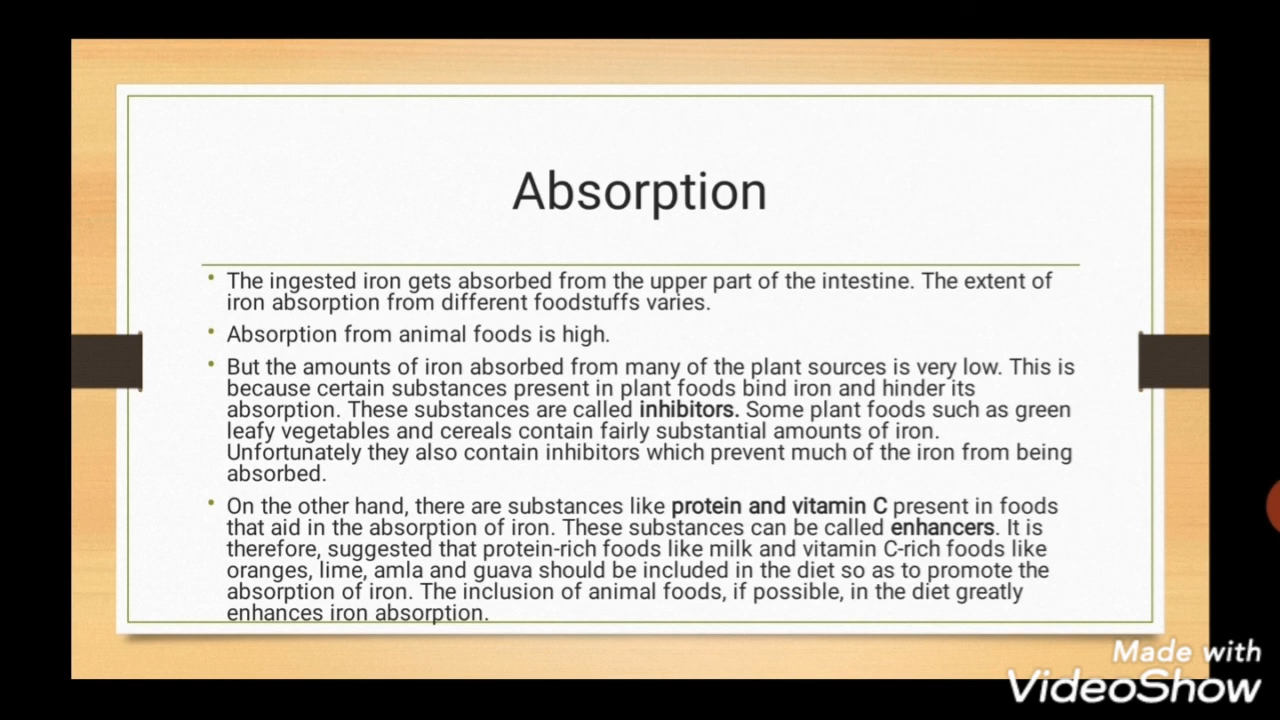 Absorption
• The ingested iron gets absorbed from the upper part of the intestine. The extent of
iron absorption from different foodstuffs varies.
• Absorption from animal foods is high.
• But the amounts of iron absorbed from many of the plant sources is very low. This is
because certain substances present in plant foods bind iron and hinder its
absorption. These substances are called inhibitors. Some plant foods such as green
leafy vegetables and cereals contain fairly substantial amounts of iron.
Unfortunately they also contain inhibitors which prevent much of the iron from being
absorbed.
• On the other hand, there are substances like protein and vitamin C present in foods
that aid in the absorption of iron. These substances can be called enhancers. It is
therefore, suggested that protein-rich foods like milk and vitamin C-rich foods like
oranges, lime, amla and guava should be included in the diet so as to promote the
absorption of iron. The inclusion of animal foods, if possible, in the diet greatly
enhances iron absorption.
Made with
VideoShow